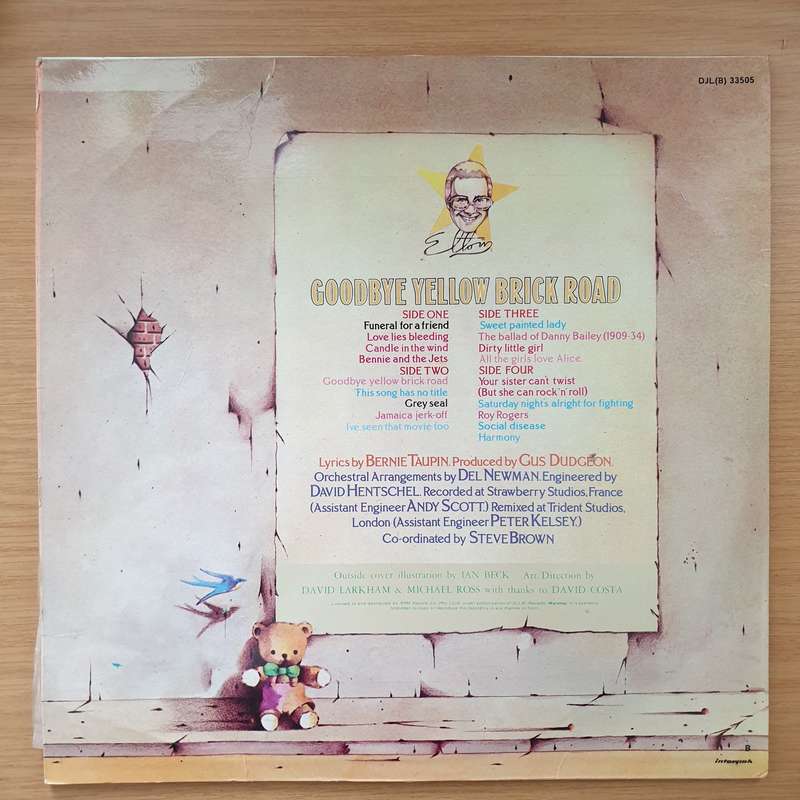 DJL(B) 33505
Elton
GOODBYE YELLOW BRICK ROAD
SIDE ONE
Funeral for a friend
Love lies bleeding
Candle in the wind
Bennie and the Jets
SIDE TWO
Goodbye yellow brick road
This song has no title
Grey seal
Jamaica jerk-off
I've seen that movie too
SIDE THREE
Sweet painted lady
The ballad of Danny Bailey (1909-34)
Dirty little girl
All the girls love Alice
SIDE FOUR
Your sister can't twist
(But she can rock 'n' roll)
Saturday nights alright for fighting
Roy Rogers
Social disease
Harmony
Lyrics by BERNIE TAUPIN. Produced by GUS DUDGEON.
Orchestral Arrangements by DEL NEWMAN. Engineered by
DAVID HENTSCHEL. Recorded at Strawberry Studios, France
(Assistant Engineer ANDY SCOTT.) Remixed at Trident Studios,
London (Assistant Engineer PETER KELSEY.)
Co-ordinated by STEVE BROWN
Outside cover illustration by IAN BECK Art Direction by
DAVID LARKHAM & MICHAEL ROSS with thanks to DAVID COSTA
B
interpak